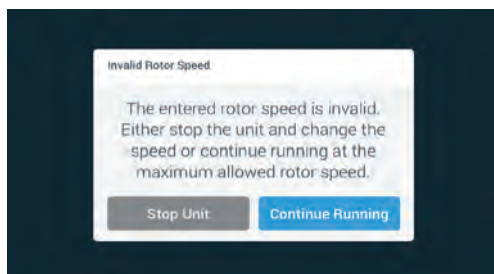 Invalid Rotor Speed
The entered rotor speed is invalid.
Either stop the unit and change the
speed or continue running at the
maximum allowed rotor speed.
Stop Unit
Continue Running